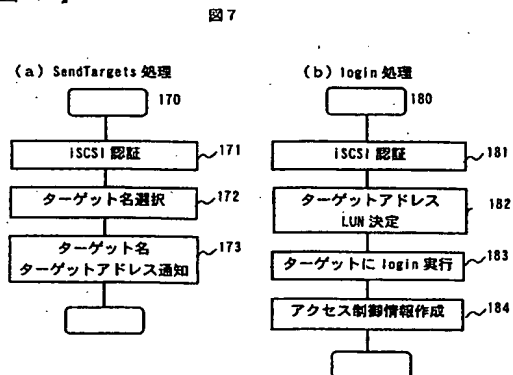 図7
(a) SendTargets 処理
170
iSCSI 認証
171
ターゲット名選択
172
ターゲット名
ターゲットアドレス通知
173
(b) login 処理
180
iSCSI 認証
181
ターゲットアドレス
LUN 決定
182
ターゲットに login 実行
183
アクセス制御情報作成
184